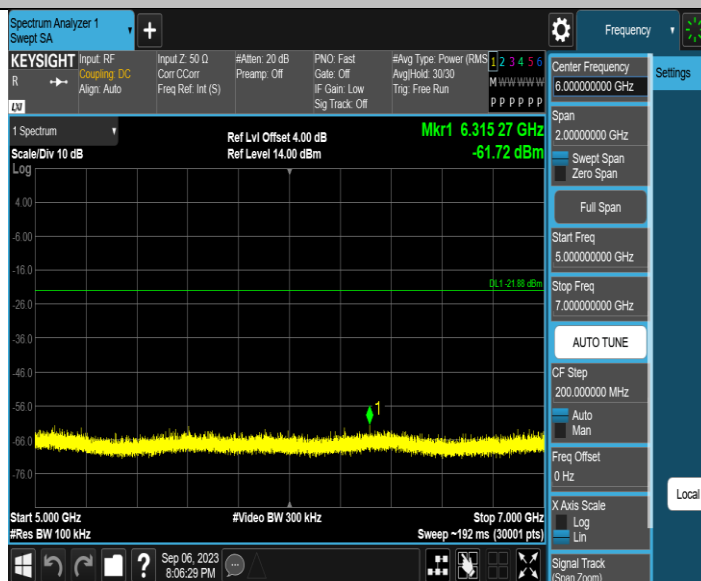 Spectrum Analyzer 1
Swept SA
Frequency
KEYSIGHT
R
LXI
Input: RF
Coupling: DC
Align: Auto
Input Z: 50 Ω
Corr CCorr
Freq Ref: Int (S)
#Atten: 20 dB
Preamp: Off
PNO: Fast
Gate: Off
IF Gain: Low
Sig Track: Off
#Avg Type: Power (RMS
Avg|Hold: 30/30
Trig: Free Run
1 2 3 4 5 6
M W W W W W
P P P P P P
Center Frequency
6.000000000 GHz
Settings
Span
2.00000000 GHz
Swept Span
Zero Span
Full Span
Start Freq
5.000000000 GHz
Stop Freq
7.000000000 GHz
AUTO TUNE
CF Step
200.000000 MHz
Auto
Man
Freq Offset
0 Hz
X Axis Scale
Log
Lin
Signal Track
(Span Zoom)
Local
1 Spectrum
Scale/Div 10 dB
Ref Lvl Offset 4.00 dB
Ref Level 14.00 dBm
Mkr1 6.315 27 GHz
-61.72 dBm
Log
4.00
-6.00
-16.0
DL1 -21.88 dBm
-26.0
-36.0
-46.0
-56.0
1
-66.0
-76.0
Start 5.000 GHz
#Video BW 300 kHz
Stop 7.000 GHz
#Res BW 100 kHz
Sweep ~192 ms (30001 pts)
?
Sep 06, 2023
8:06:29 PM